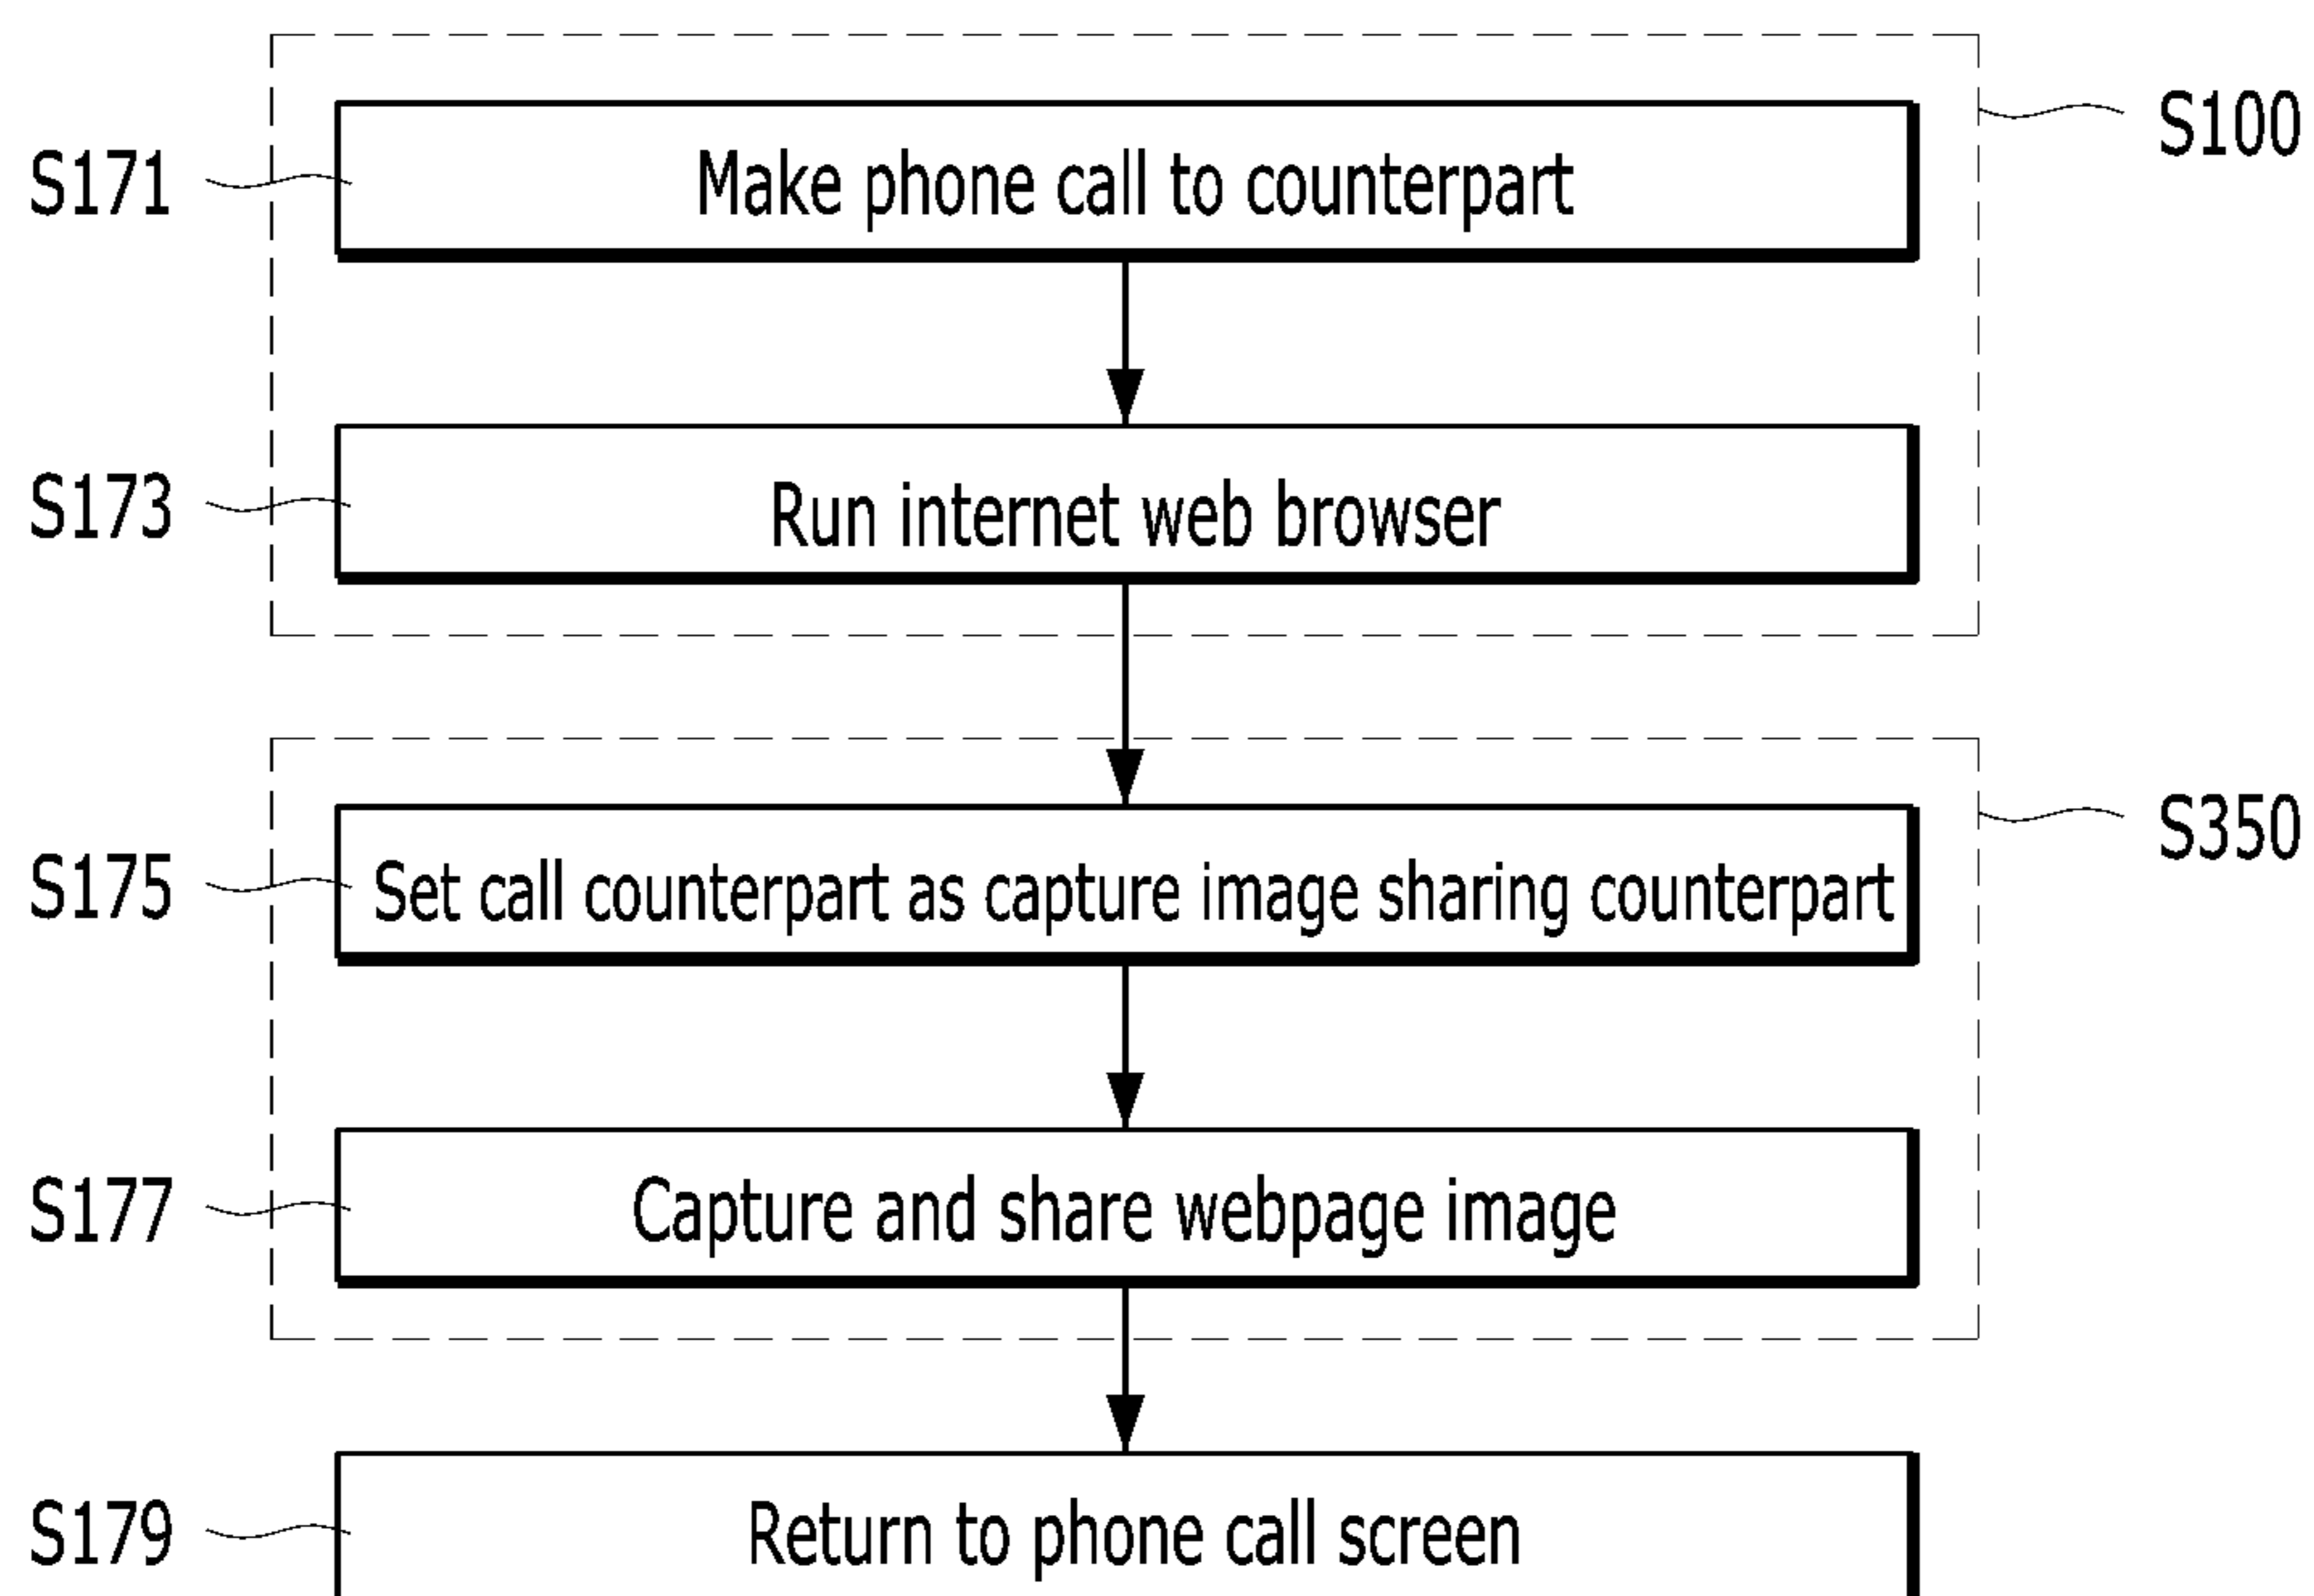 S100
S171
Make phone call to counterpart
S173
Run internet web browser
S350
S175
Set call counterpart as capture image sharing counterpart
S177
Capture and share webpage image
S179
Return to phone call screen